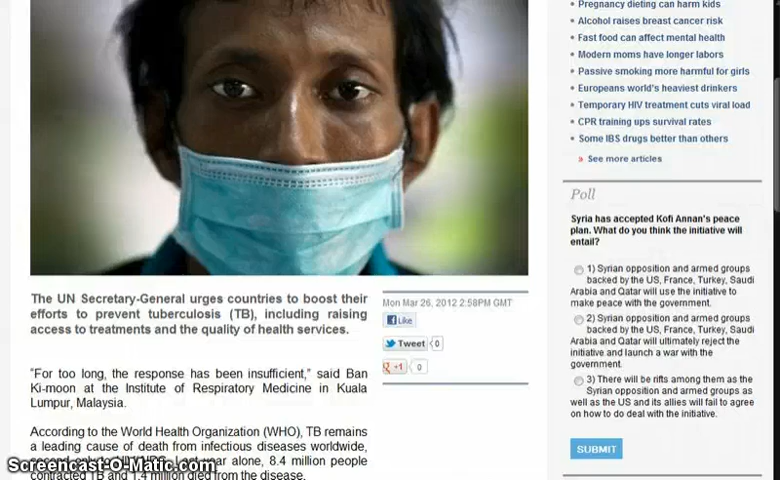 Pregnancy dieting can harm kids
Alcohol raises breast cancer risk
Fast food can affect mental health
Modern moms have longer labors
Passive smoking more harmful for girls
Europeans world's heaviest drinkers
Temporary HIV treatment cuts viral load
CPR training ups survival rates
Some IBS drugs better than others
» See more articles
Poll
Syria has accepted Kofi Annan's peace
plan. What do you think the initiative will
entail?
1) Syrian opposition and armed groups
backed by the US, France, Turkey, Saudi
Arabia and Qatar will use the initiative to
make peace with the government.
2) Syrian opposition and armed groups
backed by the US, France, Turkey, Saudi
Arabia and Qatar will ultimately reject the
initiative and launch a war with the
government.
3) There will be rifts among them as the
Syrian opposition and armed groups as
well as the US and its allies will fail to agree
on how to do deal with the initiative.
SUBMIT
The UN Secretary-General urges countries to boost their
efforts to prevent tuberculosis (TB), including raising
access to treatments and the quality of health services.
Mon Mar 26, 2012 2:58PM GMT
Like
Tweet 0
+1 0
"For too long, the response has been insufficient," said Ban
Ki-moon at the Institute of Respiratory Medicine in Kuala
Lumpur, Malaysia.
According to the World Health Organization (WHO), TB remains
a leading cause of death from infectious diseases worldwide,
year alone, 8.4 million people
contracted TB and 1.4 million died from the disease.
Screencast-O-Matic.com